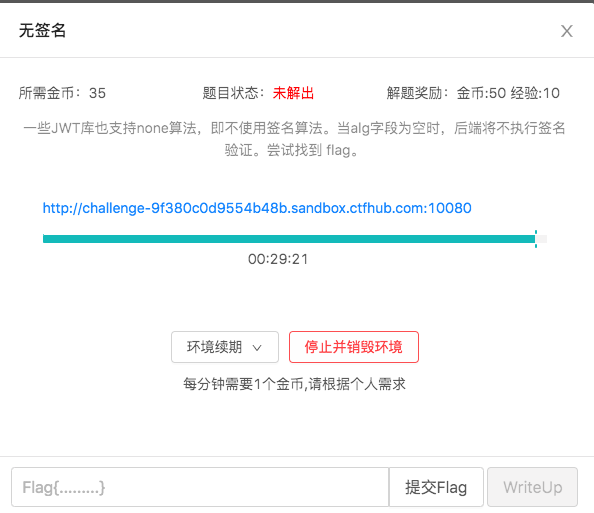 无签名
所需金币：35 题目状态：未解出 解题奖励：金币:50 经验:10
一些JWT库也支持none算法，即不使用签名算法。当alg字段为空时，后端将不执行签名
验证。尝试找到 flag。
http://challenge-9f380c0d9554b48b.sandbox.ctfhub.com:10080
00:29:21
环境续期 停止并销毁环境
每分钟需要1个金币,请根据个人需求
Flag{.........} 提交Flag WriteUp